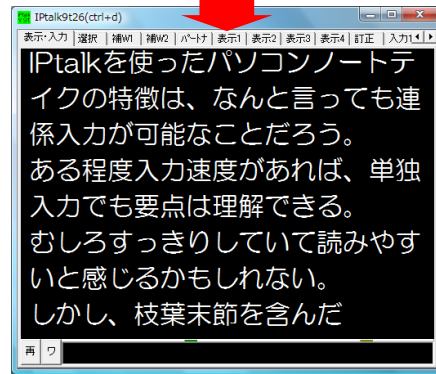 IPtalk9t26(ctrl+d)
表示・入力 選択 補W1 補W2 パートナ 表示1 表示2 表示3 表示4 訂正 入力1
IPtalkを使ったパソコンノートテ
イクの特徴は、なんと言っても連
係入力が可能なことだろう。
ある程度入力速度があれば、単独
入力でも要点は理解できる。
むしろすっきりしていて読みやす
いと感じるかもしれない。
しかし、枝葉末節を含んだ
再 ワ